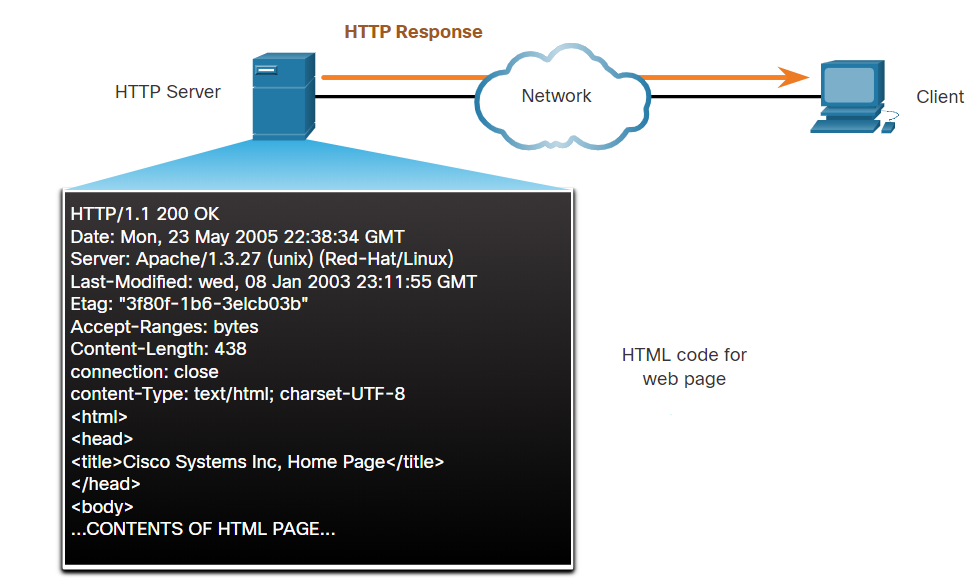 HTTP Response
HTTP Server
Network
Client
HTTP/1.1 200 OK
Date: Mon, 23 May 2005 22:38:34 GMT
Server: Apache/1.3.27 (unix) (Red-Hat/Linux)
Last-Modified: wed, 08 Jan 2003 23:11:55 GMT
Etag: "3f80f-1b6-3elcb03b"
Accept-Ranges: bytes
Content-Length: 438
connection: close
content-Type: text/html; charset-UTF-8
<html>
<head>
<title>Cisco Systems Inc, Home Page</title>
</head>
<body>
...CONTENTS OF HTML PAGE...
HTML code for
web page